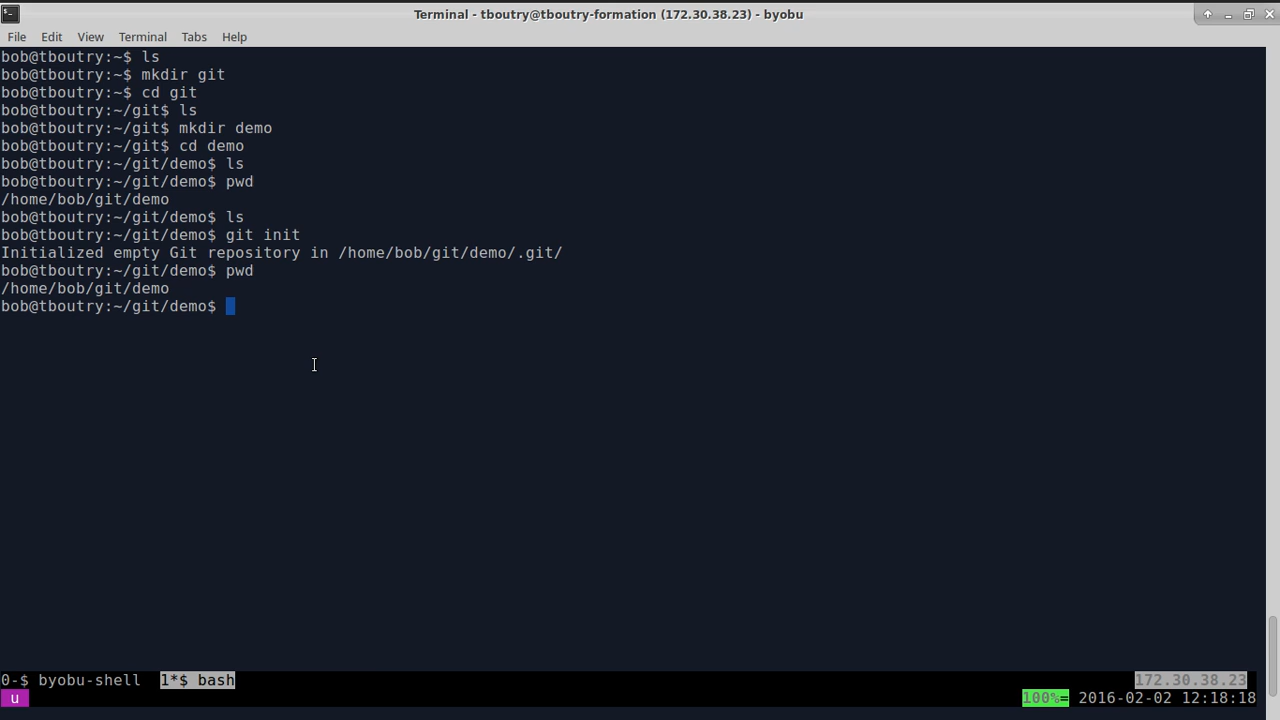 Terminal - tboutry@tboutry-formation (172.30.38.23) - byobu
File Edit View Terminal Tabs Help
bob@tboutry:~$ ls
bob@tboutry:~$ mkdir git
bob@tboutry:~$ cd git
bob@tboutry:~/git$ ls
bob@tboutry:~/git$ mkdir demo
bob@tboutry:~/git$ cd demo
bob@tboutry:~/git/demo$ ls
bob@tboutry:~/git/demo$ pwd
/home/bob/git/demo
bob@tboutry:~/git/demo$ ls
bob@tboutry:~/git/demo$ git init
Initialized empty Git repository in /home/bob/git/demo/.git/
bob@tboutry:~/git/demo$ pwd
/home/bob/git/demo
bob@tboutry:~/git/demo$
0-$ byobu-shell 1*$ bash 172.30.38.23
u 100%= 2016-02-02 12:18:18